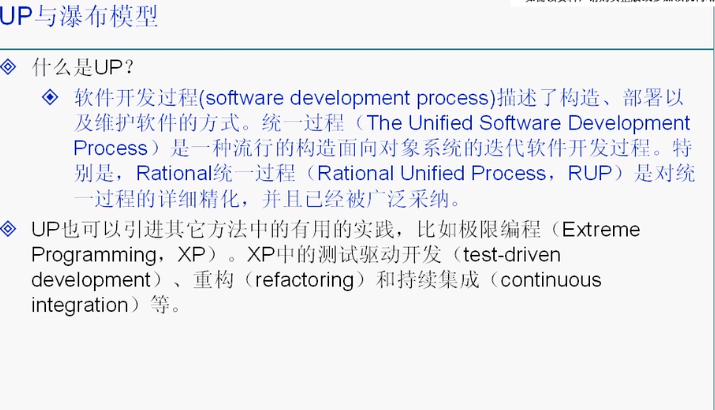 UP与瀑布模型
什么是UP?
软件开发过程(software development process)描述了构造、部署以
及维护软件的方式。统一过程（The Unified Software Development
Process）是一种流行的构造面向对象系统的迭代软件开发过程。特
别是，Rational统一过程（Rational Unified Process，RUP）是对统
一过程的详细精化，并且已经被广泛采纳。
UP也可以引进其它方法中的有用的实践，比如极限编程（Extreme
Programming，XP）。XP中的测试驱动开发（test-driven
development）、重构（refactoring）和持续集成（continuous
integration）等。